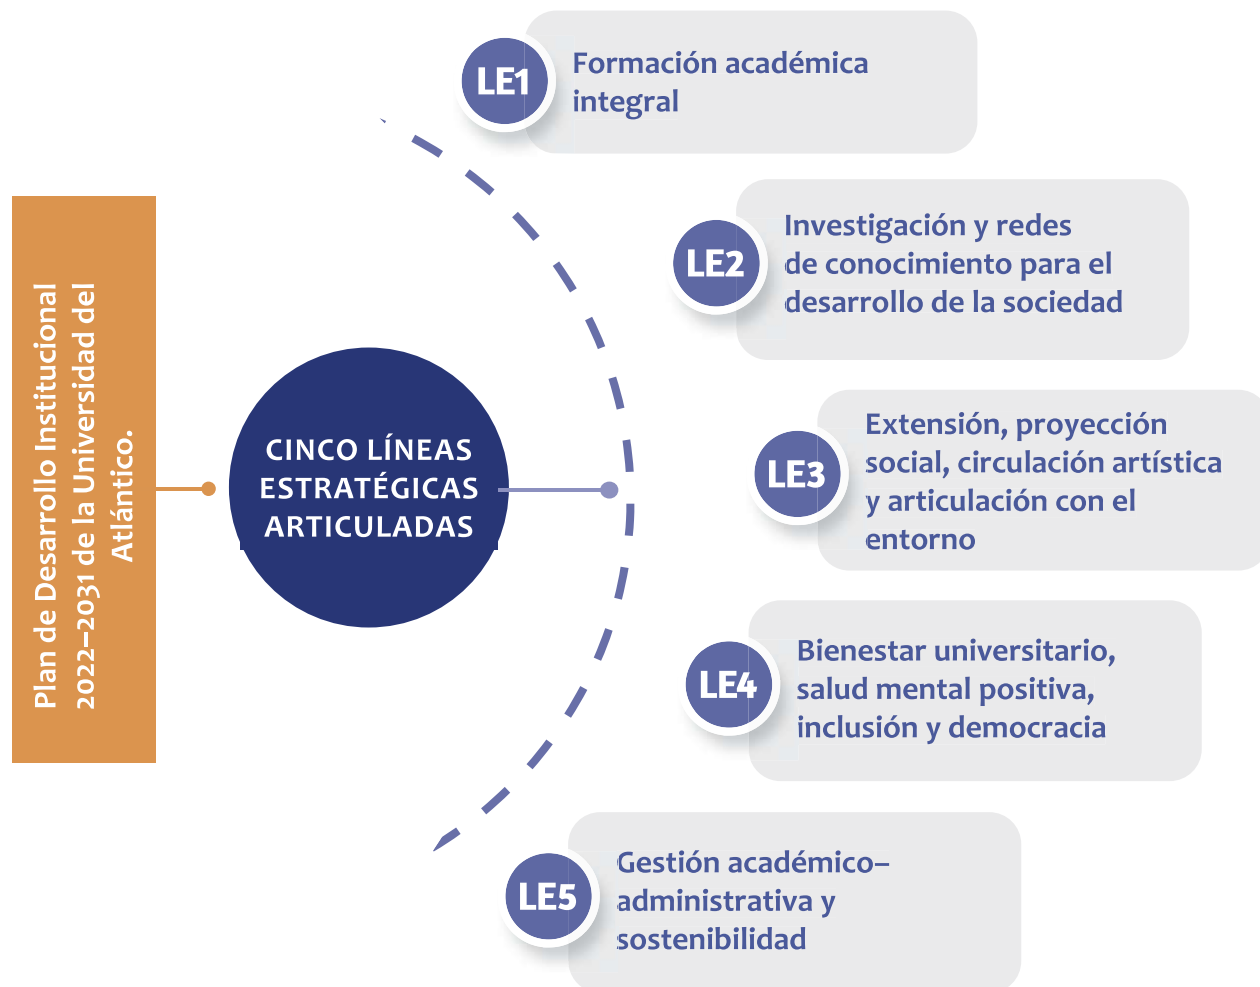 Plan de Desarrollo Institucional
2022–2031 de la Universidad del
Atlántico.
CINCO LÍNEAS
ESTRATÉGICAS
ARTICULADAS
LE1
Formación académica
integral
LE2
Investigación y redes
de conocimiento para el
desarrollo de la sociedad
LE3
Extensión, proyección
social, circulación artística
y articulación con el
entorno
LE4
Bienestar universitario,
salud mental positiva,
inclusión y democracia
LE5
Gestión académico–
administrativa y
sostenibilidad